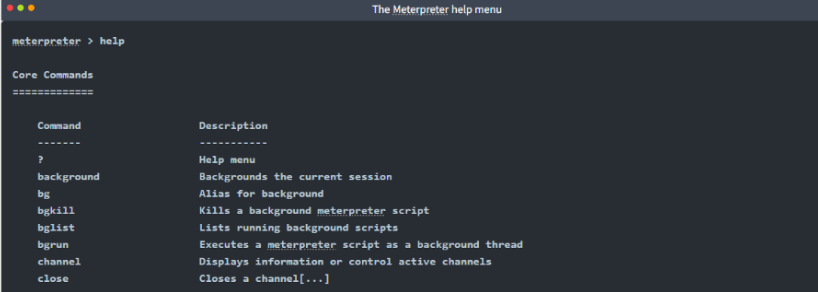 The Meterpreter help menu
meterpreter > help
Core Commands
=============
Command Description
------- -----------
? Help menu
background Backgrounds the current session
bg Alias for background
bgkill Kills a background meterpreter script
bglist Lists running background scripts
bgrun Executes a meterpreter script as a background thread
channel Displays information or control active channels
close Closes a channel[...]